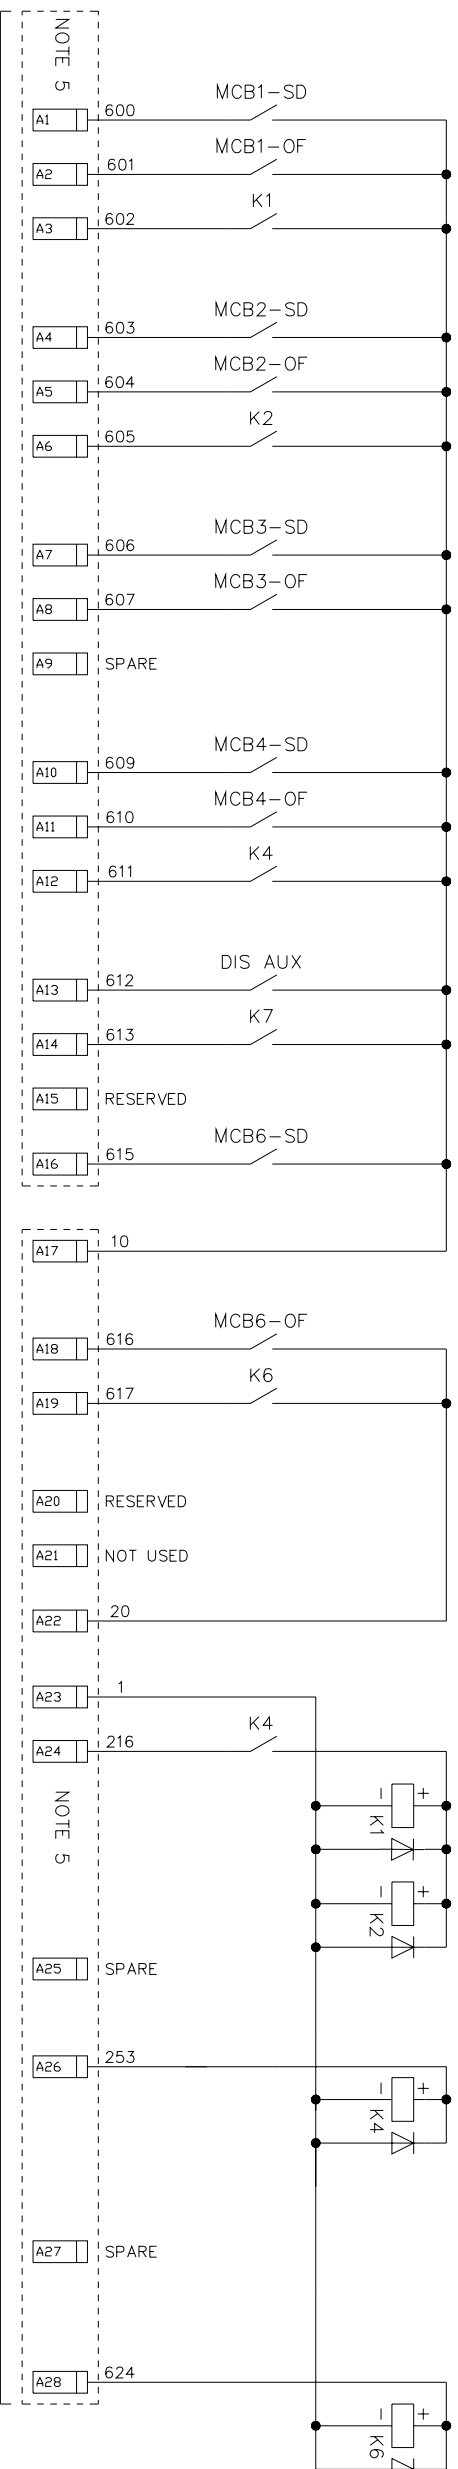 NOTE 5
A1 600 MCB1-SD
A2 601 MCB1-OF
A3 602 K1
A4 603 MCB2-SD
A5 604 MCB2-OF
A6 605 K2
A7 606 MCB3-SD
A8 607 MCB3-OF
A9 SPARE
A10 609 MCB4-SD
A11 610 MCB4-OF
A12 611 K4
A13 612 DIS AUX
A14 613 K7
A15 RESERVED
A16 615 MCB6-SD
A17 10
A18 616 MCB6-OF
A19 617 K6
A20 RESERVED
A21 NOT USED
A22 20
A23 1
A24 216 K4
- +
K1
NOTE 5
- +
K2
A25 SPARE
A26 253
- +
K4
A27 SPARE
A28 624
- +
K6